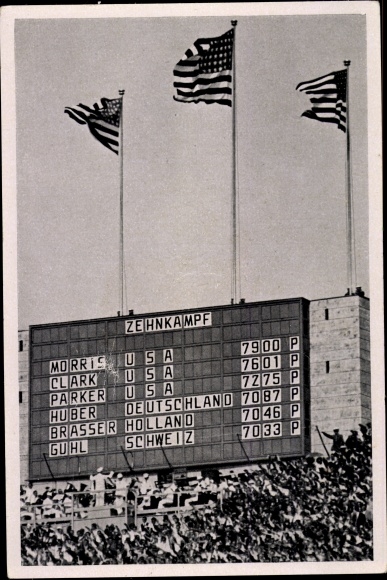 ZEHNKAMPF
MORRIS USA 7900 P
CLARK USA 7601 P
PARKER USA 7275 P
HUBER DEUTSCHLAND 7087 P
BRASSER HOLLAND 7046 P
GUHL SCHWEIZ 7033 P